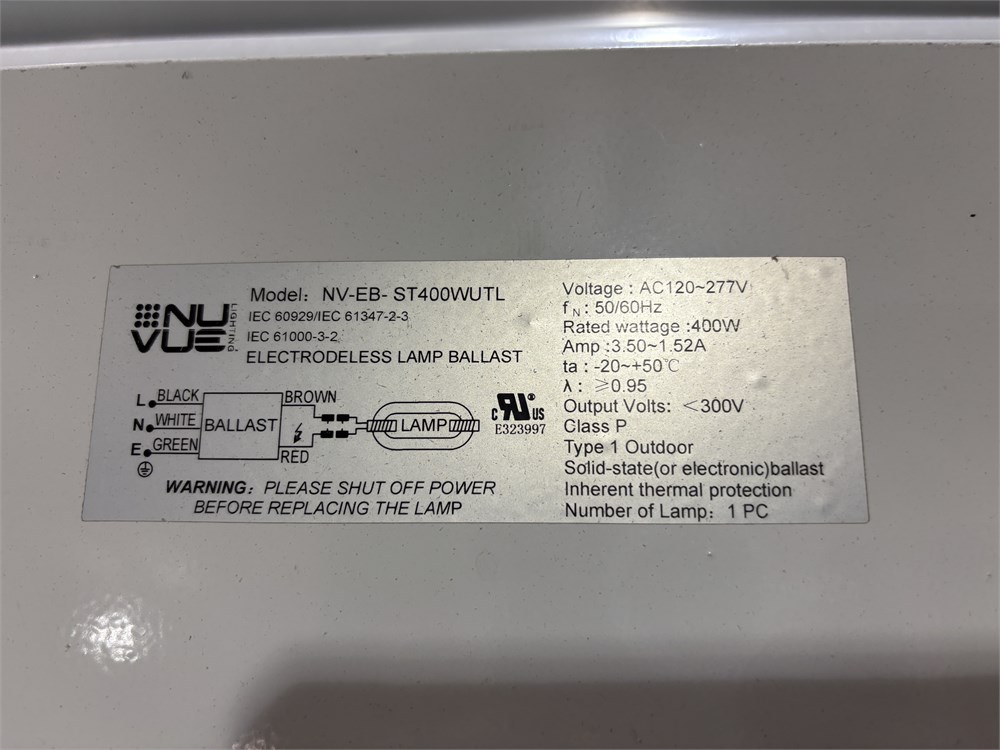 NU
VUE
LIGHTING
Model: NV-EB- ST400WUTL
IEC 60929/IEC 61347-2-3
IEC 61000-3-2
ELECTRODELESS LAMP BALLAST
L BLACK
N WHITE
E GREEN
BALLAST
BROWN
RED
LAMP
C RU US
E323997
WARNING: PLEASE SHUT OFF POWER
BEFORE REPLACING THE LAMP
Voltage : AC120~277V
fN : 50/60Hz
Rated wattage :400W
Amp :3.50~1.52A
ta : -20~+50℃
λ : ≥0.95
Output Volts: <300V
Class P
Type 1 Outdoor
Solid-state(or electronic)ballast
Inherent thermal protection
Number of Lamp: 1 PC